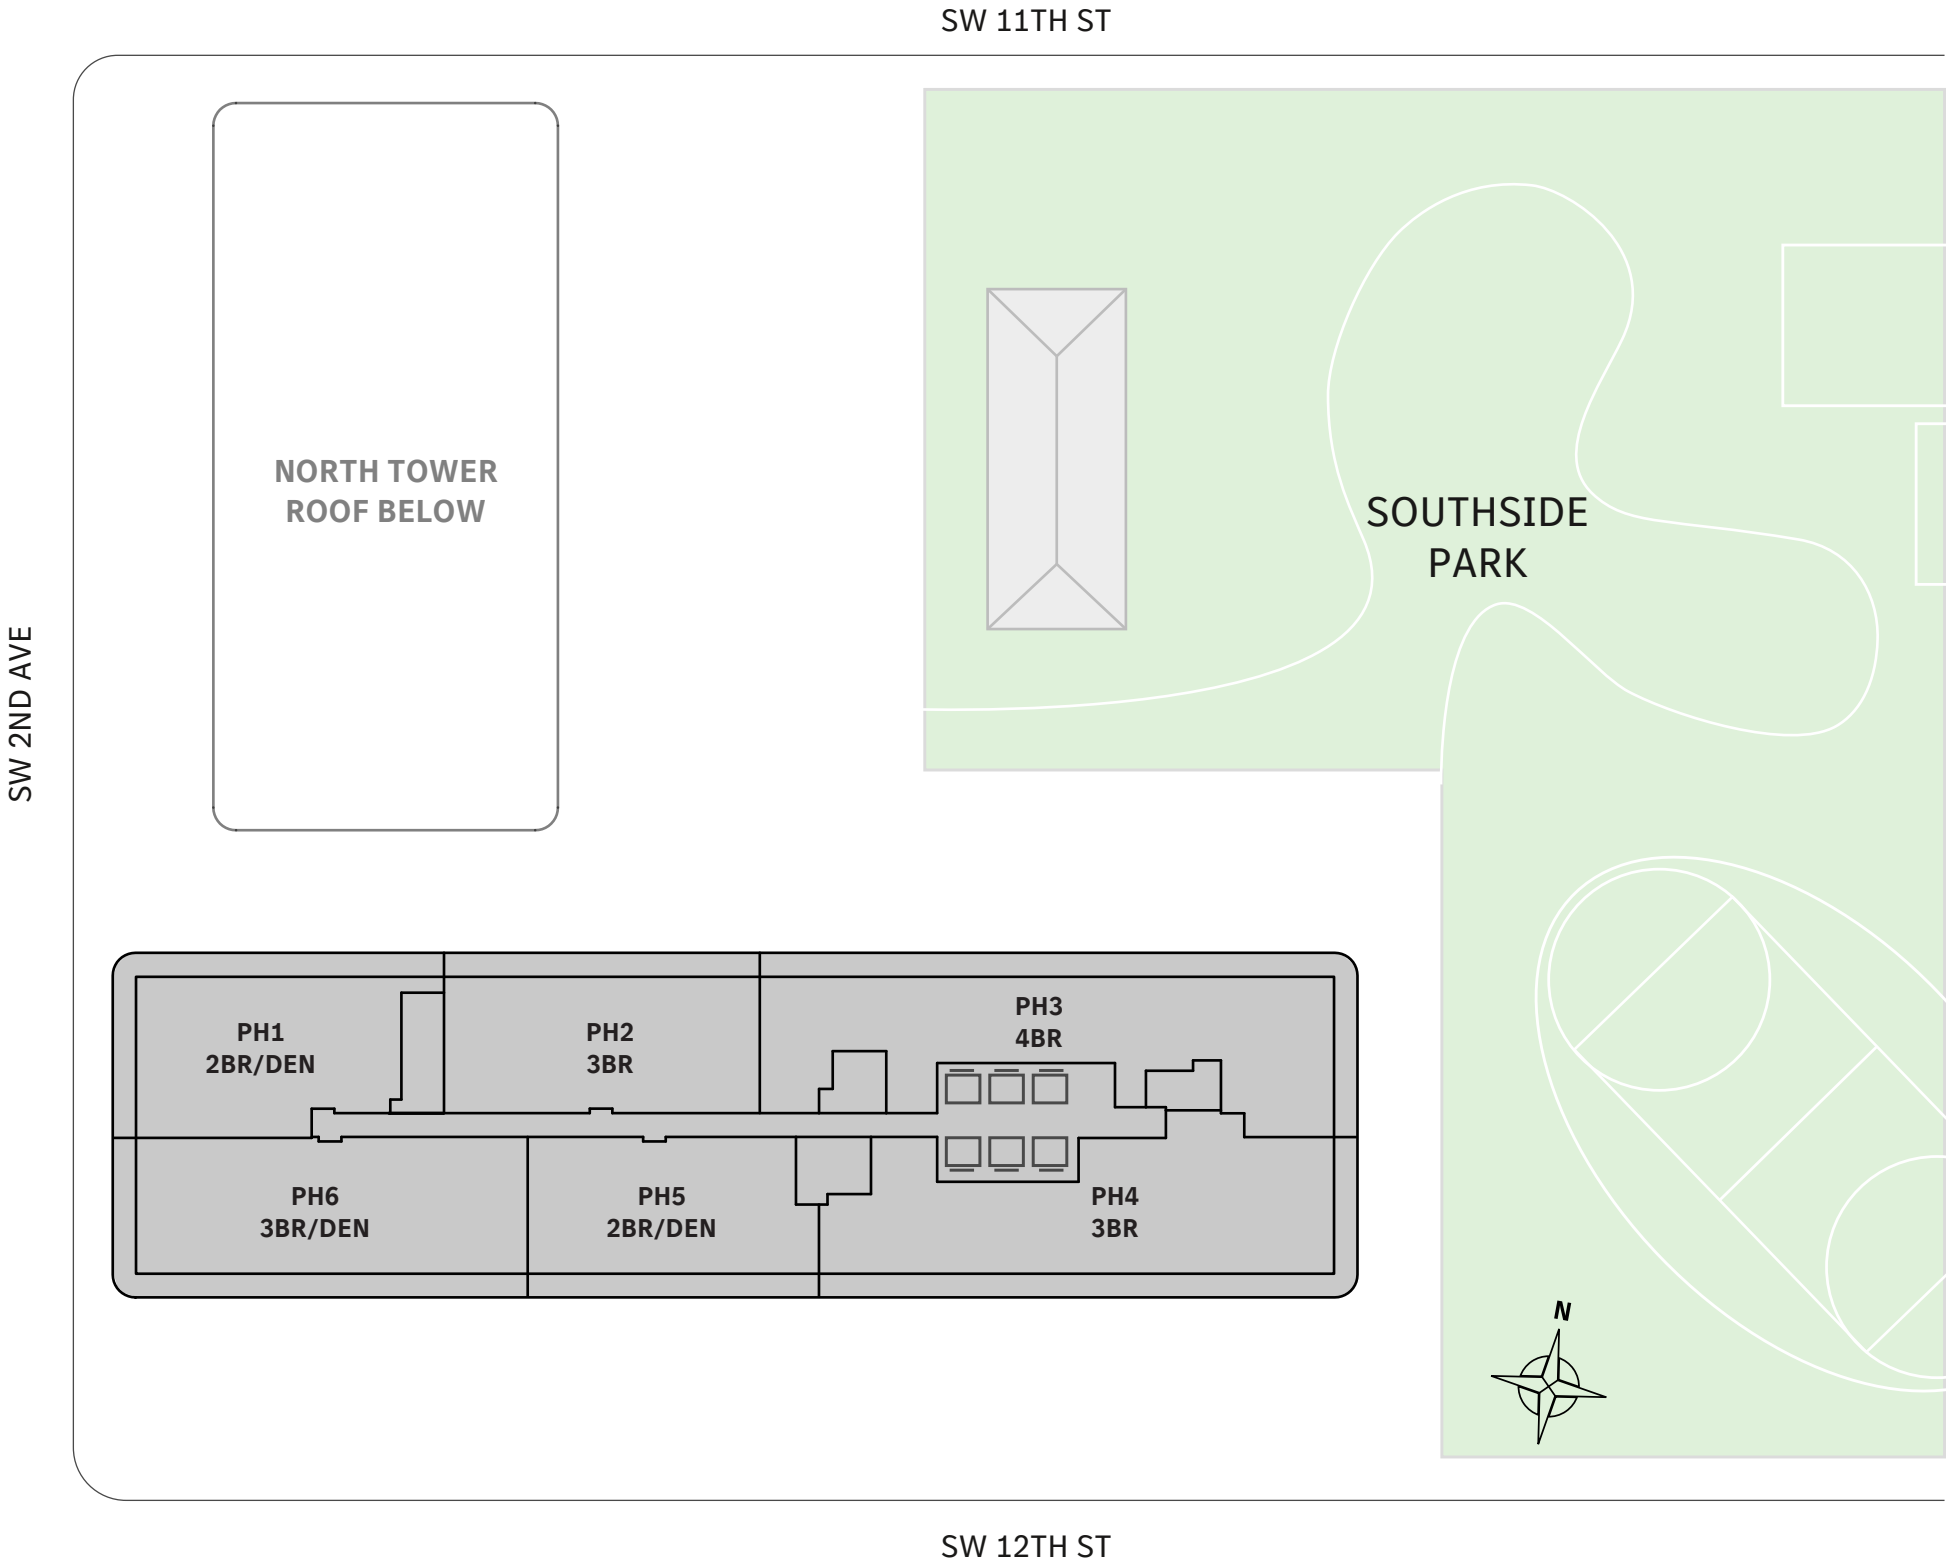 SW 11TH ST
NORTH TOWER
ROOF BELOW
SOUTHSIDE
PARK
SW 2ND AVE
PH1
2BR/DEN
PH2
3BR
PH3
4BR
PH6
3BR/DEN
PH5
2BR/DEN
PH4
3BR
N
SW 12TH ST